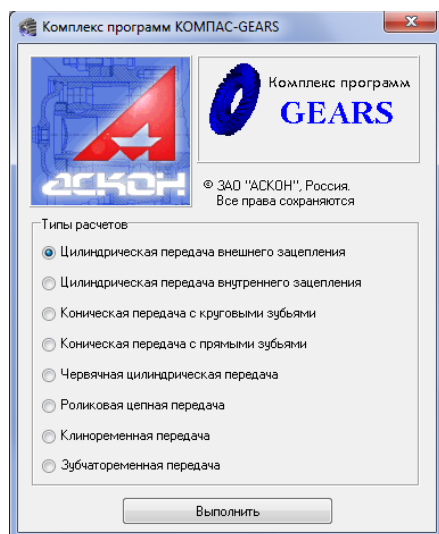 Комплекс программ КОМПАС-GEARS
Комплекс программ
GEARS
АСКОН
© ЗАО "АСКОН", Россия.
Все права сохраняются
Типы расчетов
Цилиндрическая передача внешнего зацепления
Цилиндрическая передача внутреннего зацепления
Коническая передача с круговыми зубьями
Коническая передача с прямыми зубьями
Червячная цилиндрическая передача
Роликовая цепная передача
Клиноременная передача
Зубчатоременная передача
Выполнить